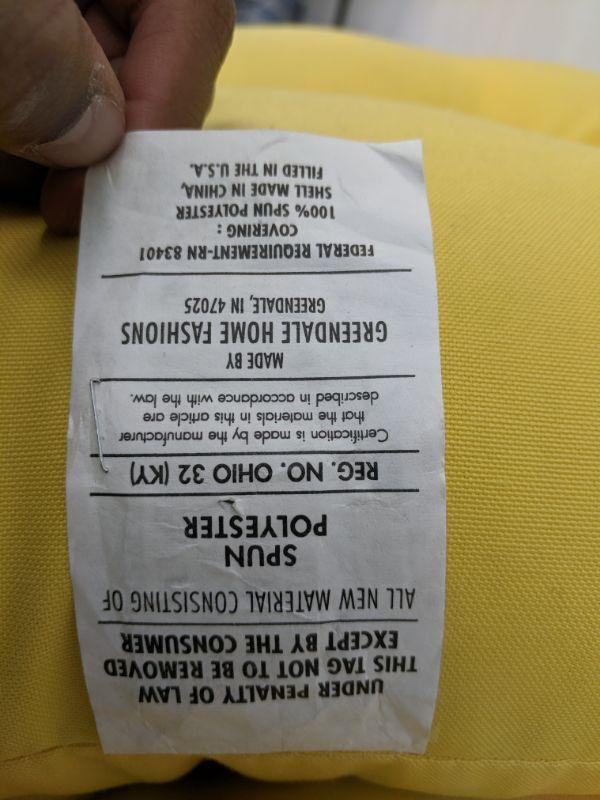 UNDER PENALTY OF LAW
THIS TAG NOT TO BE REMOVED
EXCEPT BY THE CONSUMER
ALL NEW MATERIAL CONSISTING OF
SPUN
POLYESTER
REG. NO. OHIO 32 (KY)
Certification is made by the manufacturer
that the materials in this article are
described in accordance with the law.
MADE BY
GREENDALE HOME FASHIONS
GREENDALE, IN 47025
FEDERAL REQUIREMENT-RN 83401
COVERING :
100% SPUN POLYESTER
SHELL MADE IN CHINA,
FILLED IN THE U.S.A.